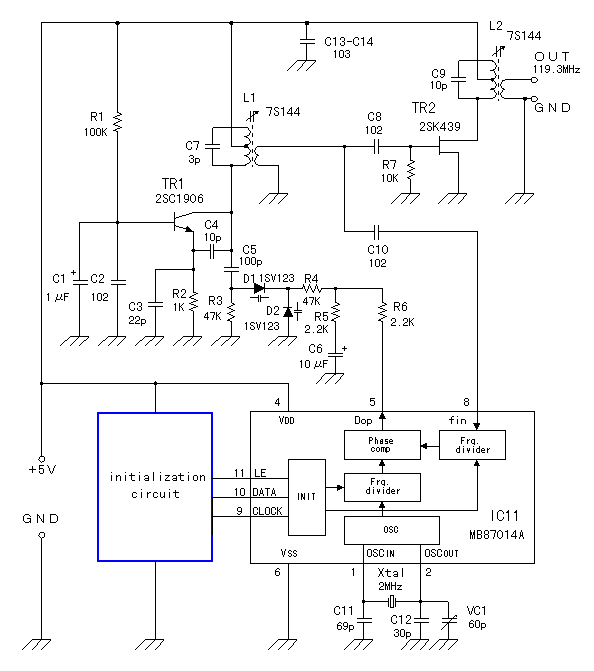 L2
7S144
C13-C14
103
OUT
119.3MHz
C9
10p
GND
R1
100K
L1
7S144
C8
102
TR2
2SK439
C7
3p
R7
10K
TR1
2SC1906
C4
10p
C5
100p
C10
102
C1 +
1μF
C2
102
D1 1SV123
R4
47K
R6
2.2K
C3
22p
R2
1K
R3
47K
D2
1SV123
R5
2.2K
C6 +
10μF
4
5
8
VDD
Dop
fin
Phase
comp
Frq.
divider
+5V
initialization
circuit
11 LE
10 DATA
9 CLOCK
INIT
Frq.
divider
GND
OSC
IC11
MB87014A
VSS
OSCIN
OSCOUT
6
1
Xtal
2MHz
2
C11
69p
C12
30p
VC1
60p